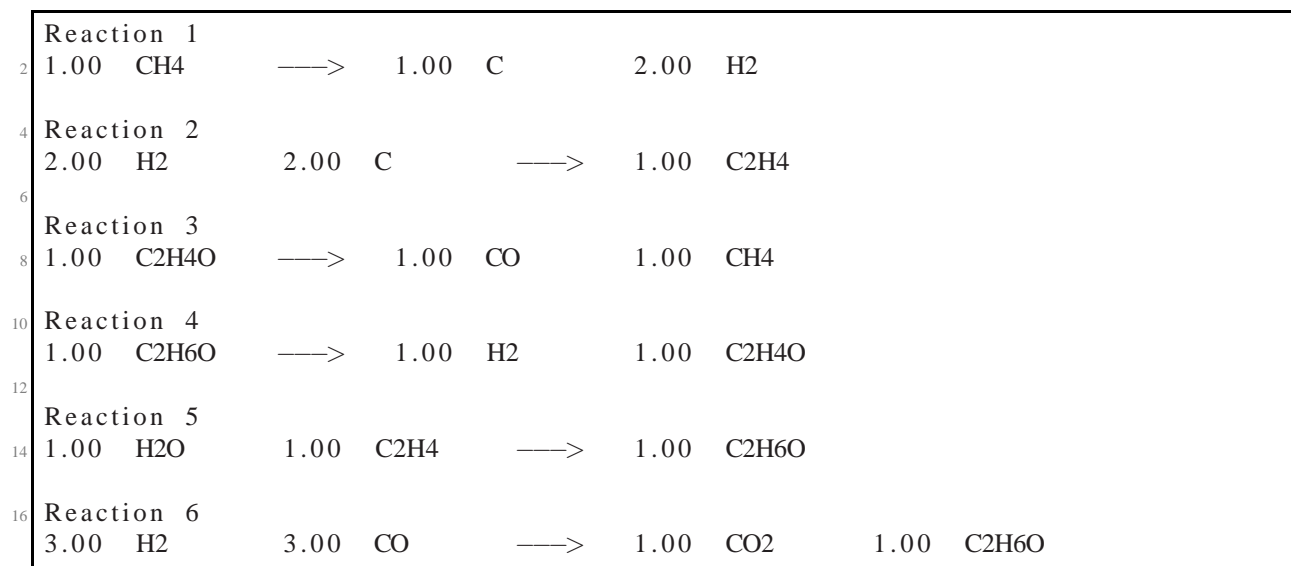 Reaction 1
2 1.00 CH4 ---> 1.00 C 2.00 H2
4 Reaction 2
2.00 H2 2.00 C ---> 1.00 C2H4
6
Reaction 3
8 1.00 C2H4O ---> 1.00 CO 1.00 CH4
10 Reaction 4
1.00 C2H6O ---> 1.00 H2 1.00 C2H4O
12
Reaction 5
14 1.00 H2O 1.00 C2H4 ---> 1.00 C2H6O
16 Reaction 6
3.00 H2 3.00 CO ---> 1.00 CO2 1.00 C2H6O